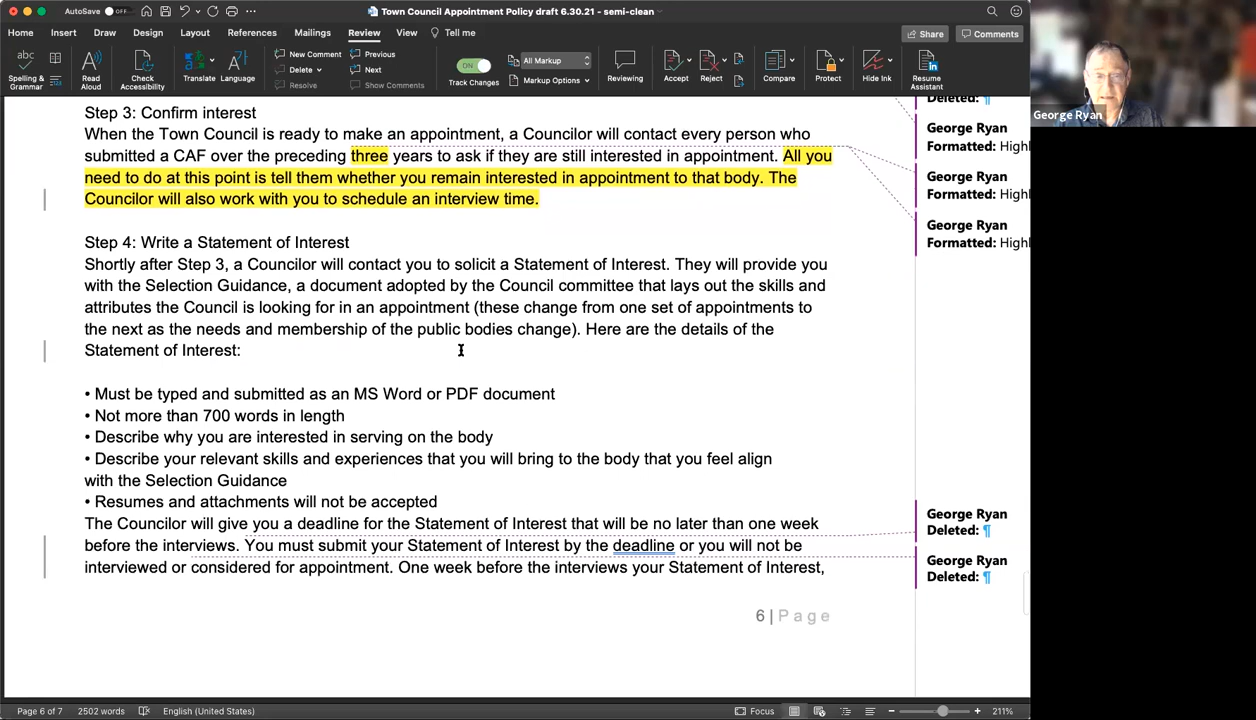 AutoSave OFF
Town Council Appointment Policy draft 6.30.21 - semi-clean
Home Insert Draw Design Layout References Mailings Review View Tell me
Share Comments
abc
Spelling & Grammar
Read Aloud
Check Accessibility
Translate Language
New Comment
Delete
Resolve
Previous
Next
Show Comments
ON
Track Changes
All Markup
Markup Options
Reviewing
Accept Reject
Compare
Protect
Hide Ink
Resume Assistant
Step 3: Confirm interest
When the Town Council is ready to make an appointment, a Councilor will contact every person who
submitted a CAF over the preceding three years to ask if they are still interested in appointment. All you
need to do at this point is tell them whether you remain interested in appointment to that body. The
Councilor will also work with you to schedule an interview time.
Step 4: Write a Statement of Interest
Shortly after Step 3, a Councilor will contact you to solicit a Statement of Interest. They will provide you
with the Selection Guidance, a document adopted by the Council committee that lays out the skills and
attributes the Council is looking for in an appointment (these change from one set of appointments to
the next as the needs and membership of the public bodies change). Here are the details of the
Statement of Interest:
• Must be typed and submitted as an MS Word or PDF document
• Not more than 700 words in length
• Describe why you are interested in serving on the body
• Describe your relevant skills and experiences that you will bring to the body that you feel align
with the Selection Guidance
• Resumes and attachments will not be accepted
The Councilor will give you a deadline for the Statement of Interest that will be no later than one week
before the interviews. You must submit your Statement of Interest by the deadline or you will not be
interviewed or considered for appointment. One week before the interviews your Statement of Interest,
6 | Page
Deleted: ¶
George Ryan
Formatted: Highl
George Ryan
Formatted: Highl
George Ryan
Formatted: Highl
George Ryan
Deleted: ¶
George Ryan
Deleted: ¶
George Ryan
Page 6 of 7 2502 words English (United States) Focus 211%